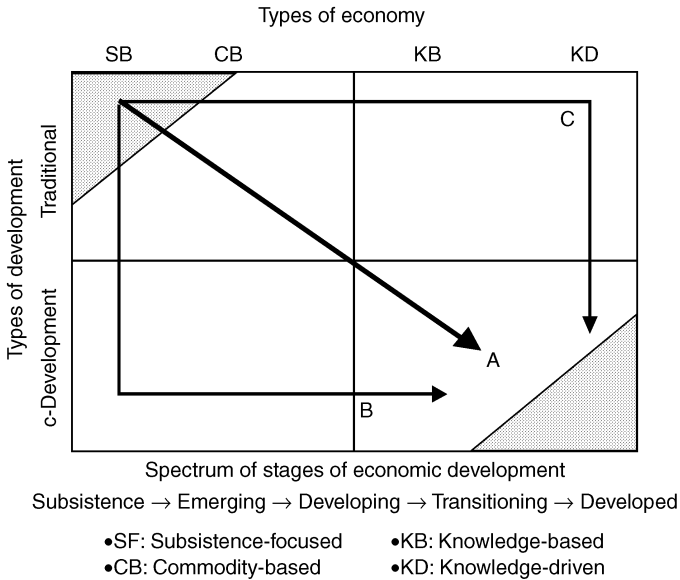 Types of economy
SB CB KB KD
Types of development
Traditional
c-Development
C
A
B
Spectrum of stages of economic development
Subsistence → Emerging → Developing → Transitioning → Developed
•SF: Subsistence-focused •KB: Knowledge-based
•CB: Commodity-based •KD: Knowledge-driven